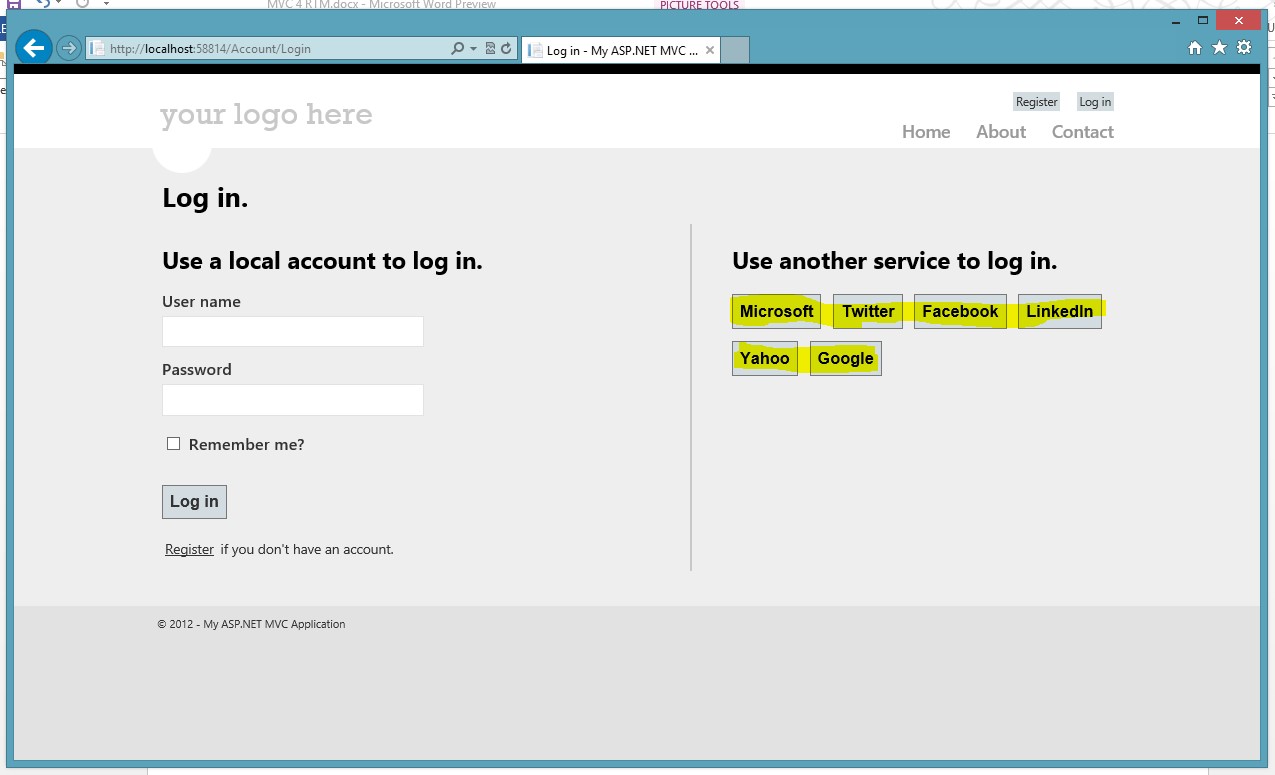 MVC 4 RTM.docx - Microsoft Word Preview
PICTURE TOOLS
http://localhost:58814/Account/Login
Log in - My ASP.NET MVC ...
your logo here
Register Log in
Home About Contact
Log in.
Use a local account to log in.
User name
Password
Remember me?
Log in
Register if you don't have an account.
Use another service to log in.
Microsoft Twitter Facebook LinkedIn
Yahoo Google
© 2012 - My ASP.NET MVC Application